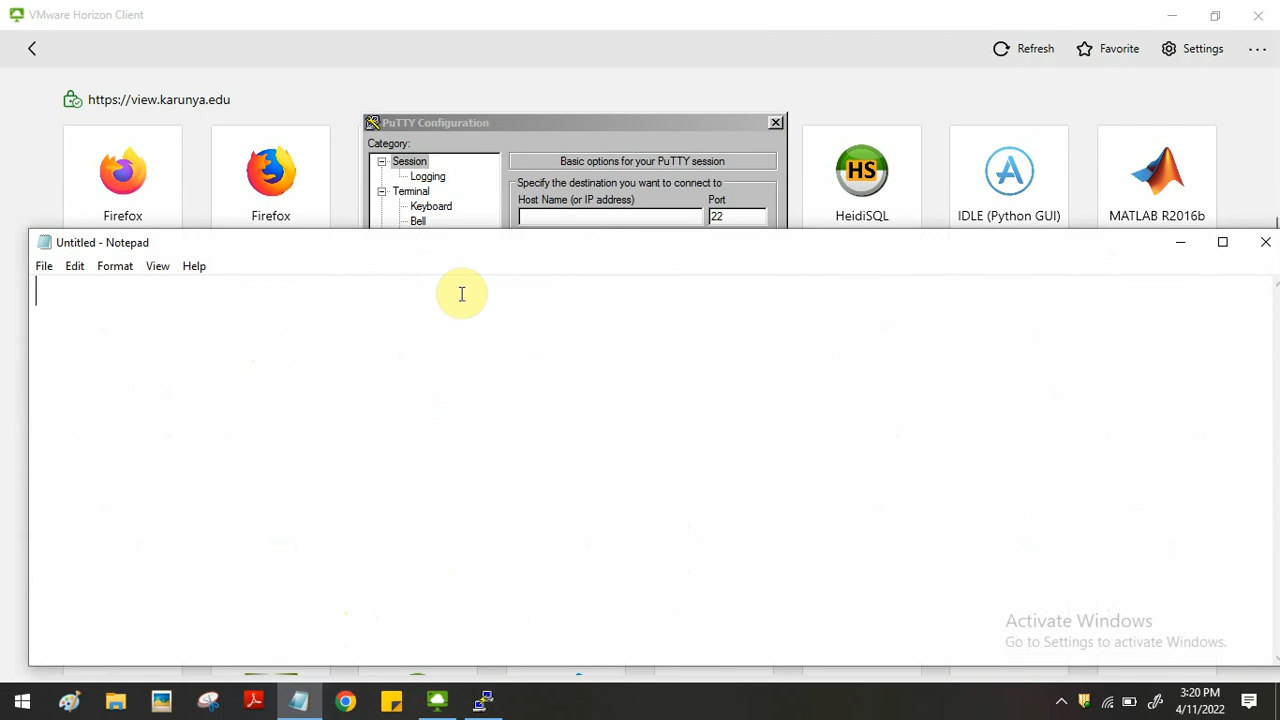 VMware Horizon Client
Refresh Favorite Settings ...
https://view.karunya.edu
PuTTY Configuration
Category:
Session
Logging
Terminal
Keyboard
Bell
Basic options for your PuTTY session
Specify the destination you want to connect to
Host Name (or IP address) Port
22
Firefox Firefox HeidiSQL IDLE (Python GUI) MATLAB R2016b
HS
Untitled - Notepad
File Edit Format View Help
Activate Windows
Go to Settings to activate Windows.
3:20 PM
4/11/2022